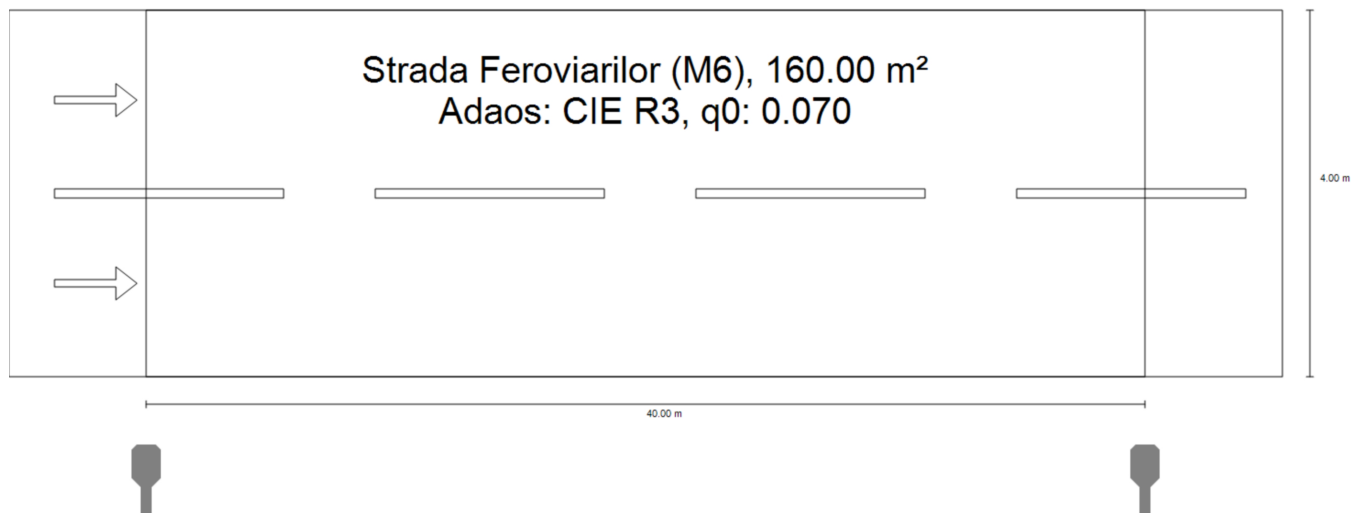 Strada Feroviarilor (M6), 160.00 m²
Adaos: CIE R3, q0: 0.070
4.00 m
40.00 m